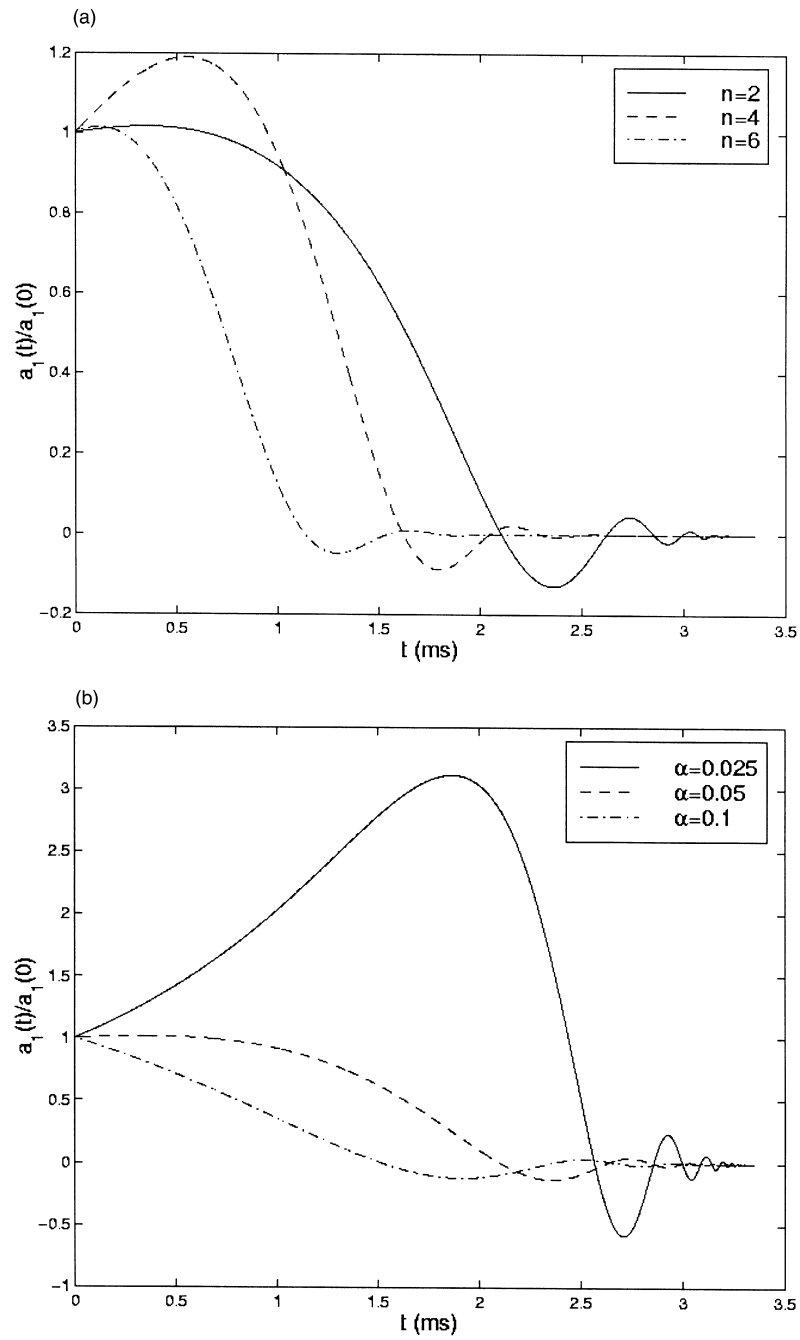 (a)
1.2
1
0.8
0.6
0.4
0.2
0
−0.2
a₁(t)/a₁(0)
n=2
n=4
n=6
0 0.5 1 1.5 2 2.5 3 3.5
t (ms)
(b)
3.5
3
2.5
2
1.5
1
0.5
0
−0.5
−1
a₁(t)/a₁(0)
α=0.025
α=0.05
α=0.1
0 0.5 1 1.5 2 2.5 3 3.5
t (ms)